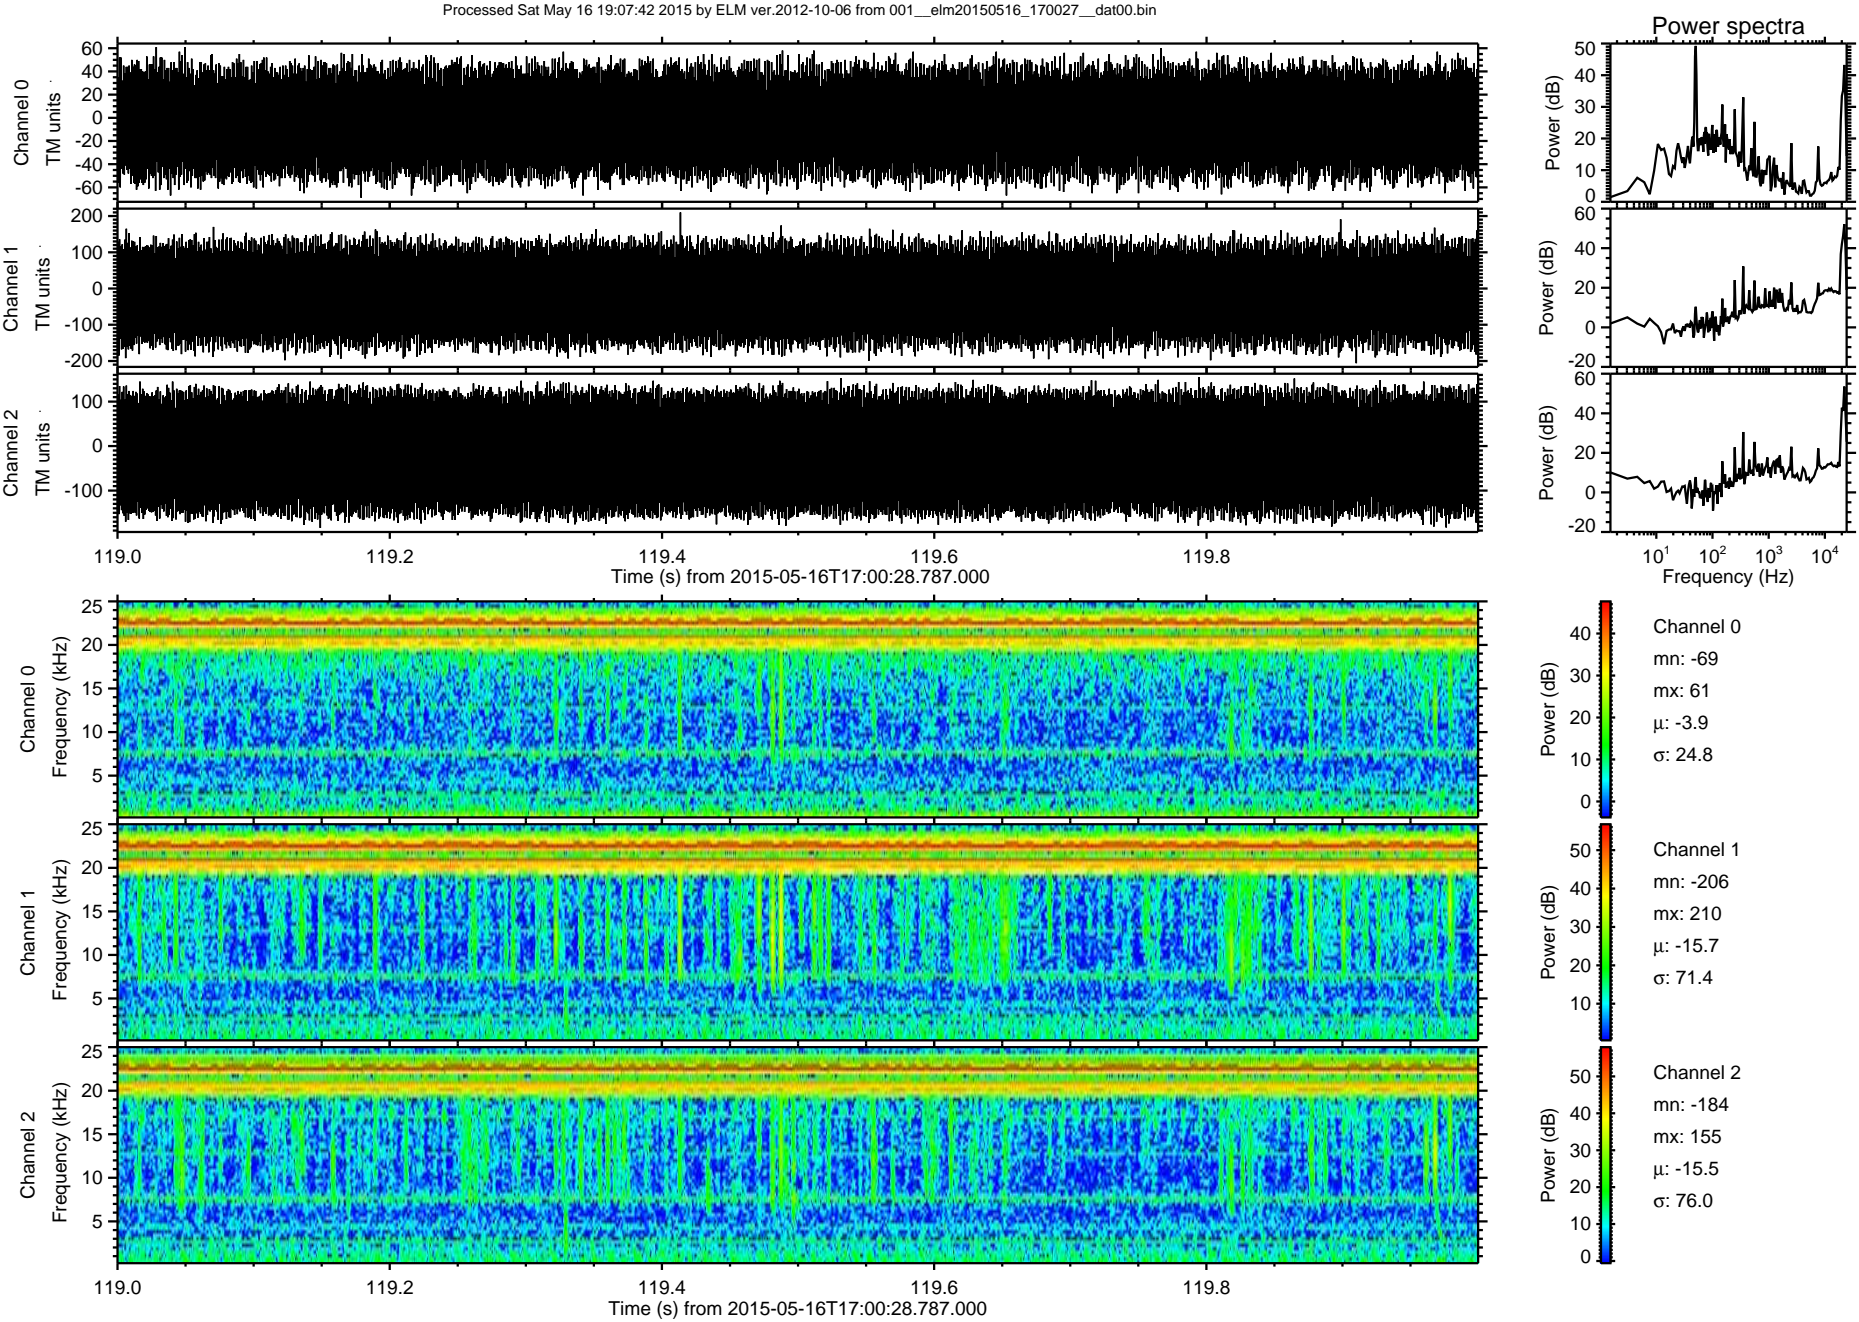 Processed Sat May 16 19:07:42 2015 by ELM ver.2012-10-06 from 001__elm20150516_170027__dat00.bin
Power spectra
Channel 0
TM units
60
40
20
0
-20
-40
-60
Power (dB)
50
40
30
20
10
0
Channel 1
TM units
200
100
0
-100
-200
Power (dB)
60
40
20
0
-20
Channel 2
TM units
100
0
-100
Power (dB)
60
40
20
0
-20
119.0 119.2 119.4 119.6 119.8
Time (s) from 2015-05-16T17:00:28.787.000
10^1 10^2 10^3 10^4
Frequency (Hz)
Channel 0
Frequency (kHz)
25
20
15
10
5
Power (dB)
40
30
20
10
0
Channel 0
mn: -69
mx: 61
μ: -3.9
σ: 24.8
Channel 1
Frequency (kHz)
25
20
15
10
5
Power (dB)
50
40
30
20
10
Channel 1
mn: -206
mx: 210
μ: -15.7
σ: 71.4
Channel 2
Frequency (kHz)
25
20
15
10
5
Power (dB)
50
40
30
20
10
0
Channel 2
mn: -184
mx: 155
μ: -15.5
σ: 76.0
119.0 119.2 119.4 119.6 119.8
Time (s) from 2015-05-16T17:00:28.787.000